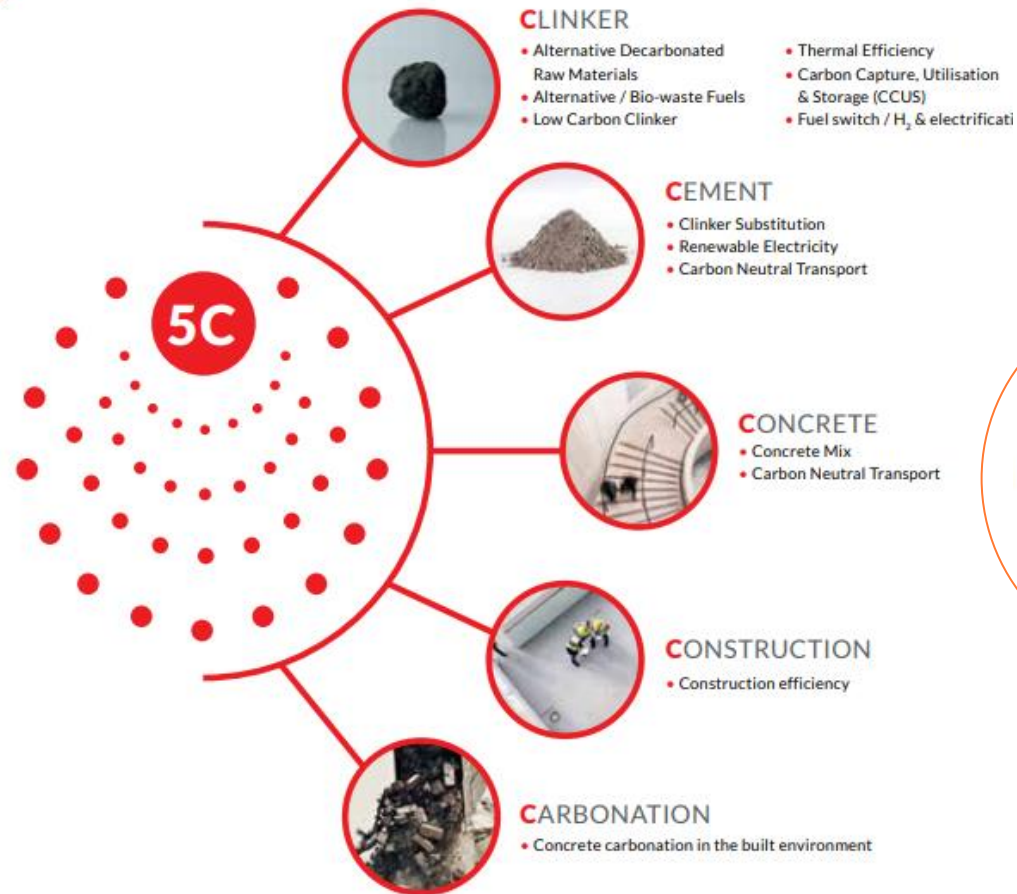 CLINKER
• Alternative Decarbonated
Raw Materials
• Alternative / Bio-waste Fuels
• Low Carbon Clinker
• Thermal Efficiency
• Carbon Capture, Utilisation
& Storage (CCUS)
• Fuel switch / H₂ & electrificati
CEMENT
• Clinker Substitution
• Renewable Electricity
• Carbon Neutral Transport
5C
CONCRETE
• Concrete Mix
• Carbon Neutral Transport
CONSTRUCTION
• Construction efficiency
CARBONATION
• Concrete carbonation in the built environment